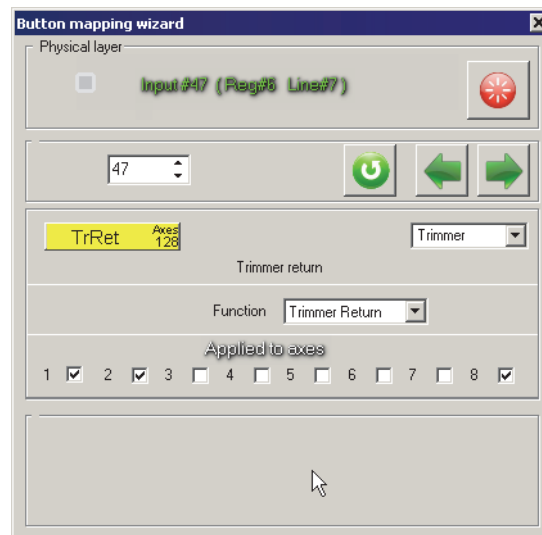 Button mapping wizard
Physical layer
Input #47 (Reg#6 Line#7)
47
TrRet Axes 128
Trimmer
Trimmer return
Function Trimmer Return
Applied to axes
1 2 3 4 5 6 7 8